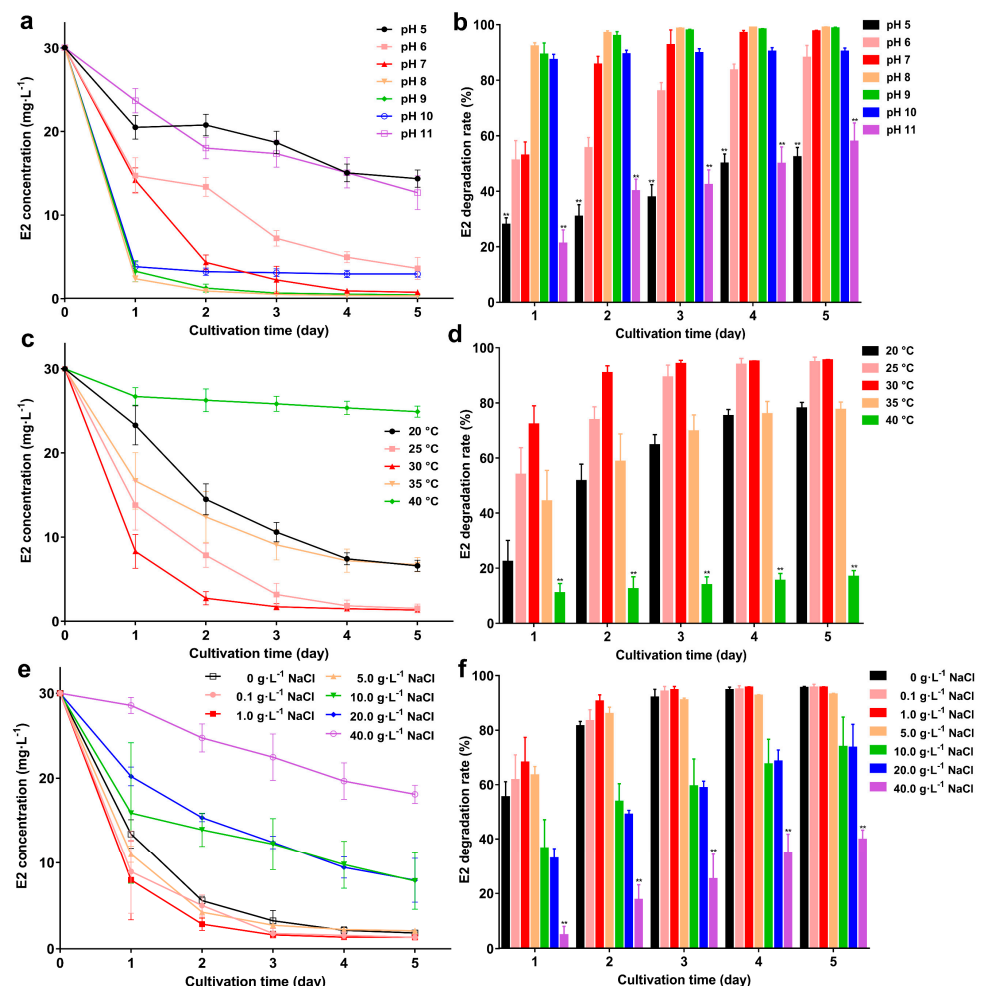 a
E2 concentration (mg·L⁻¹)
30
20
10
0
0 1 2 3 4 5
Cultivation time (day)
pH 5
pH 6
pH 7
pH 8
pH 9
pH 10
pH 11
b
E2 degradation rate (%)
100
80
60
40
20
0
** ** ** ** ** ** ** ** ** **
1 2 3 4 5
Cultivation time (day)
pH 5
pH 6
pH 7
pH 8
pH 9
pH 10
pH 11
c
E2 concentration (mg·L⁻¹)
30
20
10
0
0 1 2 3 4 5
Cultivation time (day)
20 °C
25 °C
30 °C
35 °C
40 °C
d
E2 degradation rate (%)
100
80
60
40
20
0
** ** ** ** **
1 2 3 4 5
Cultivation time (day)
20 °C
25 °C
30 °C
35 °C
40 °C
e
E2 concentration (mg·L⁻¹)
30
20
10
0
0 1 2 3 4 5
Cultivation time (day)
0 g·L⁻¹ NaCl
0.1 g·L⁻¹ NaCl
1.0 g·L⁻¹ NaCl
5.0 g·L⁻¹ NaCl
10.0 g·L⁻¹ NaCl
20.0 g·L⁻¹ NaCl
40.0 g·L⁻¹ NaCl
f
E2 degradation rate (%)
100
80
60
40
20
0
** ** ** ** **
1 2 3 4 5
Cultivation time (day)
0 g·L⁻¹ NaCl
0.1 g·L⁻¹ NaCl
1.0 g·L⁻¹ NaCl
5.0 g·L⁻¹ NaCl
10.0 g·L⁻¹ NaCl
20.0 g·L⁻¹ NaCl
40.0 g·L⁻¹ NaCl